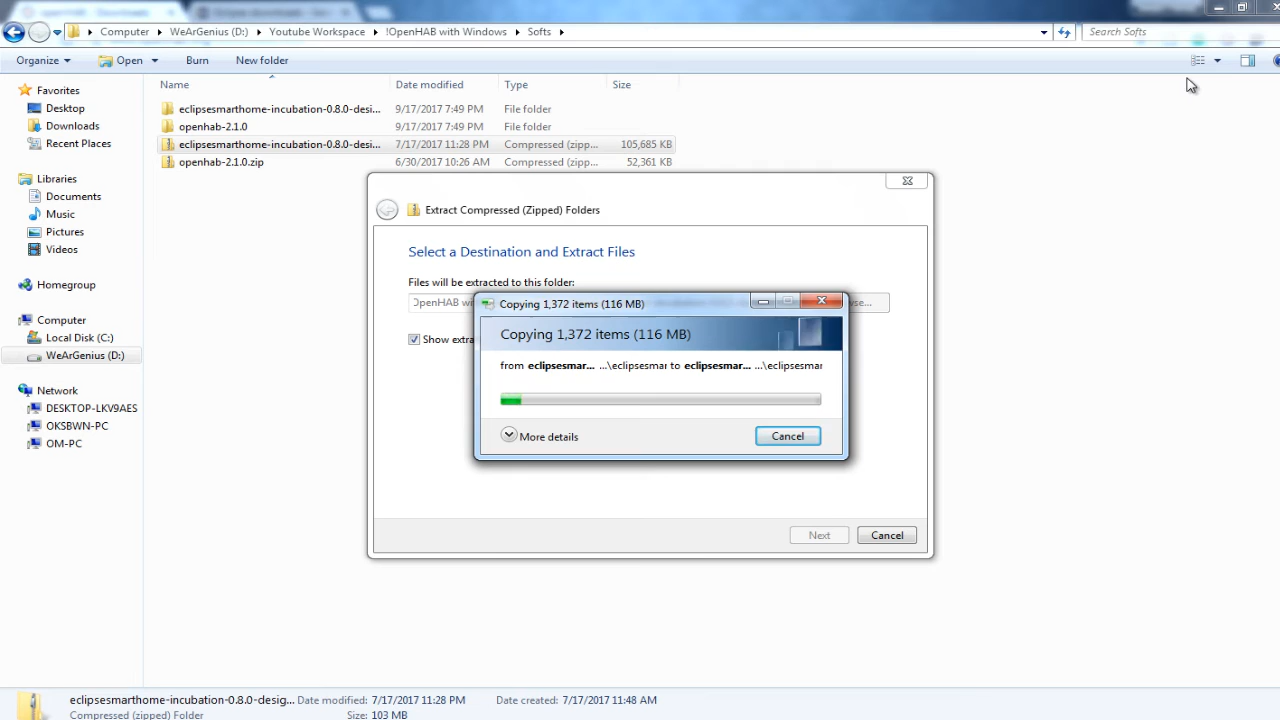 Computer WeArGenius (D:) Youtube Workspace !OpenHAB with Windows Softs Search Softs
Organize Open Burn New folder
Name Date modified Type Size
Favorites
Desktop
Downloads
Recent Places
Libraries
Documents
Music
Pictures
Videos
Homegroup
Computer
Local Disk (C:)
WeArGenius (D:)
Network
DESKTOP-LKV9AES
OKSBWN-PC
OM-PC
eclipsesmarthome-incubation-0.8.0-desi... 9/17/2017 7:49 PM File folder
openhab-2.1.0 9/17/2017 7:49 PM File folder
eclipsesmarthome-incubation-0.8.0-desi... 7/17/2017 11:28 PM Compressed (zipp... 105,685 KB
openhab-2.1.0.zip 6/30/2017 10:26 AM Compressed (zipp... 52,361 KB
Extract Compressed (Zipped) Folders
Select a Destination and Extract Files
Files will be extracted to this folder:
OpenHAB
Show
Copying 1,372 items (116 MB)
Copying 1,372 items (116 MB)
from eclipsesmar... ...\eclipsesmar to eclipsesmar... ...\eclipsesmar
More details Cancel
Next Cancel
eclipsesmarthome-incubation-0.8.0-desig... Date modified: 7/17/2017 11:28 PM Date created: 7/17/2017 11:48 AM
Compressed (zipped) Folder Size: 103 MB